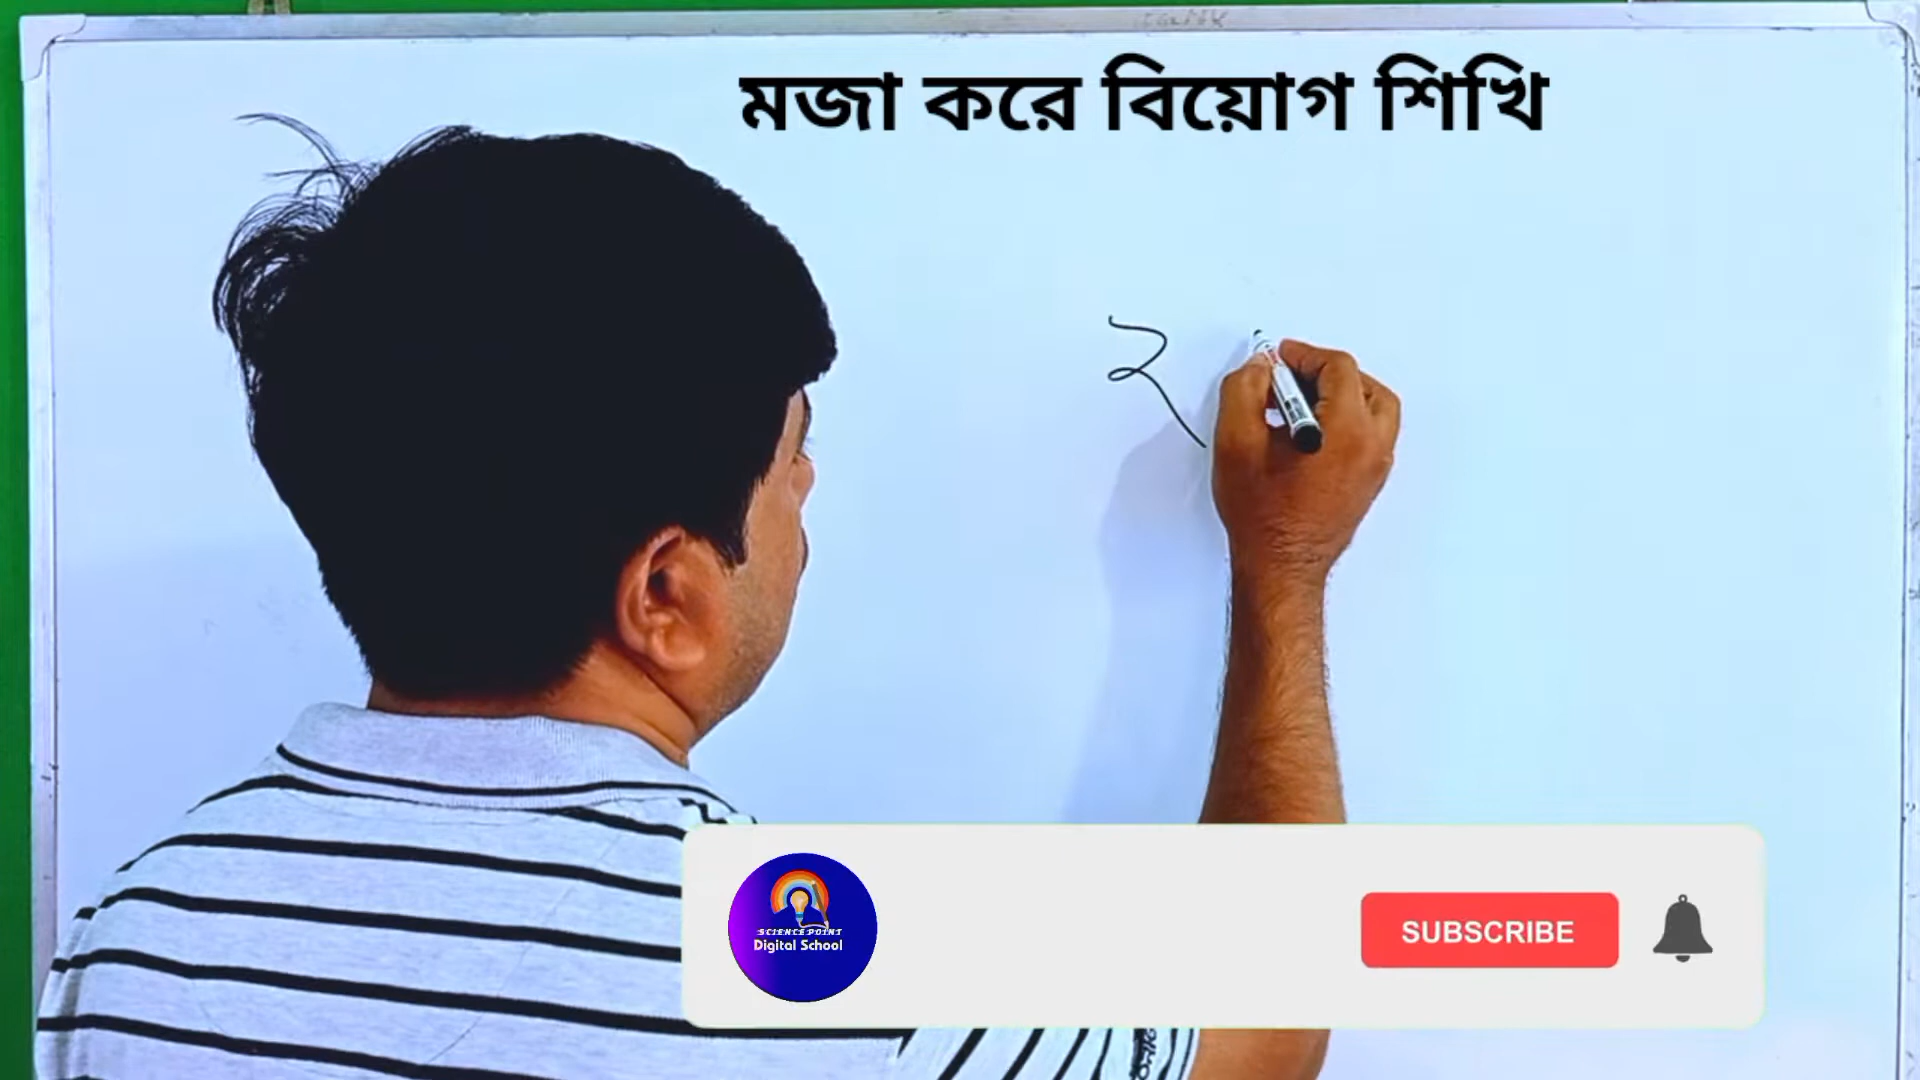 মজা করে বিয়োগ শিখি
২
SCIENCE POINT
Digital School
SUBSCRIBE